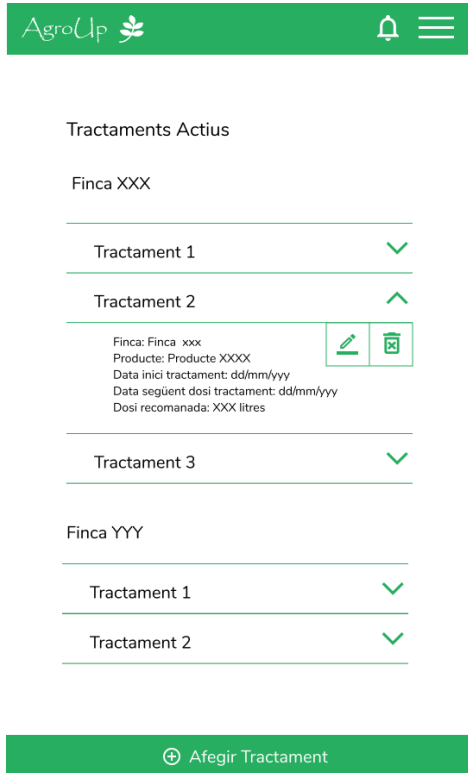 AgroUp
Tractaments Actius
Finca XXX
Tractament 1
Tractament 2
Finca: Finca xxx
Producte: Producte XXXX
Data inici tractament: dd/mm/yyy
Data següent dosi tractament: dd/mm/yyy
Dosi recomanada: XXX litres
Tractament 3
Finca YYY
Tractament 1
Tractament 2
Afegir Tractament